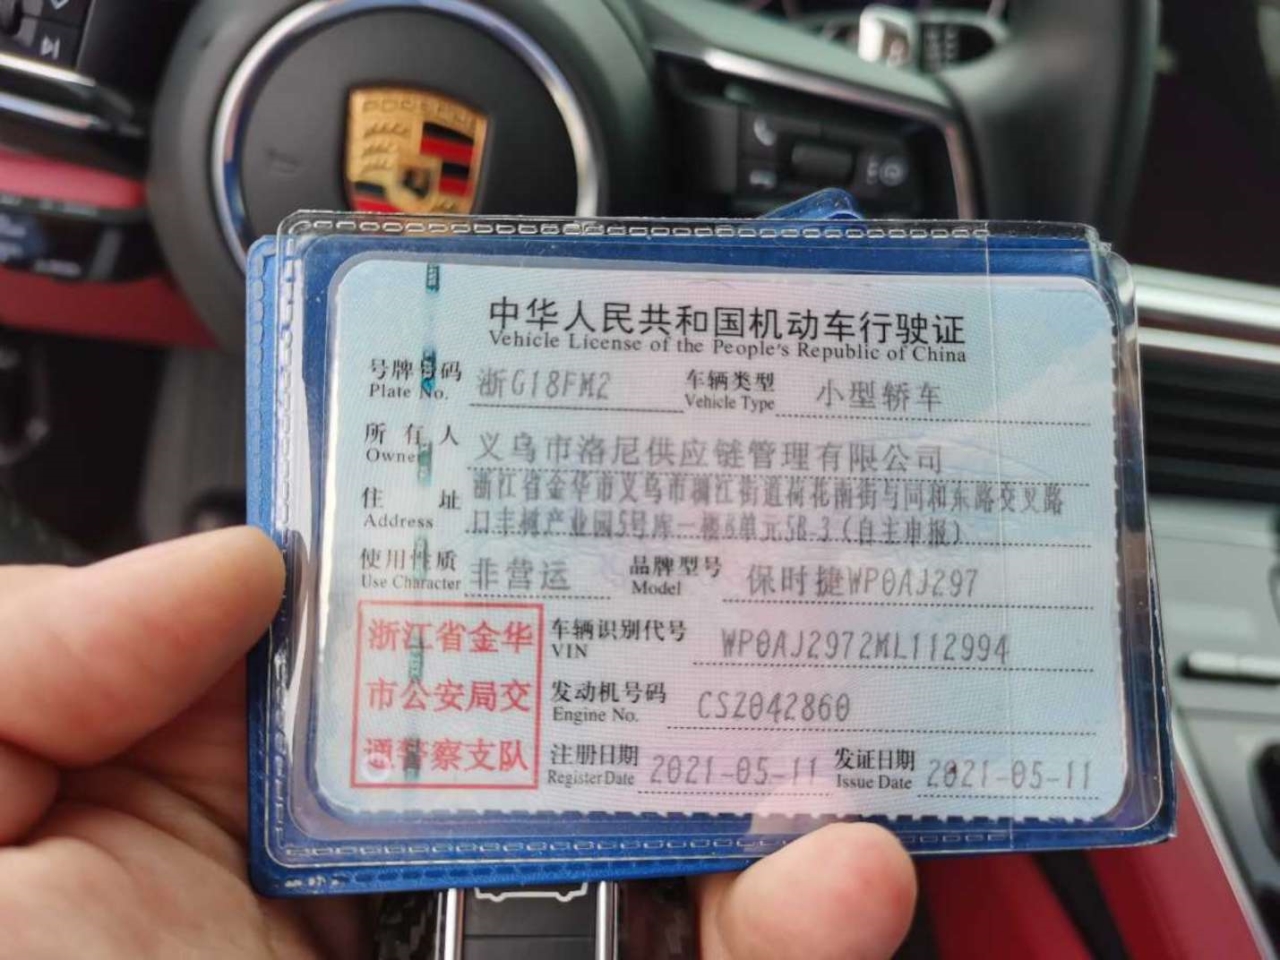 PORSCHE
中华人民共和国机动车行驶证
Vehicle License of the People's Republic of China
号牌号码 浙G18FM2 车辆类型 小型轿车
Plate No. Vehicle Type
所有人 义乌市洛尼供应链管理有限公司
Owner
住址 浙江省金华市义乌市稠江街道荷花南街与同和东路交叉路
Address 口丰树产业园5号库一楼B单元5B-3(自主申报)
使用性质 非营运 品牌型号 保时捷WP0AJ297
Use Character Model
浙江省金华
市公安局交
通警察支队
车辆识别代号 WP0AJ2972ML112994
VIN
发动机号码 CSZ042860
Engine No.
注册日期 2021-05-11 发证日期 2021-05-11
Register Date Issue Date